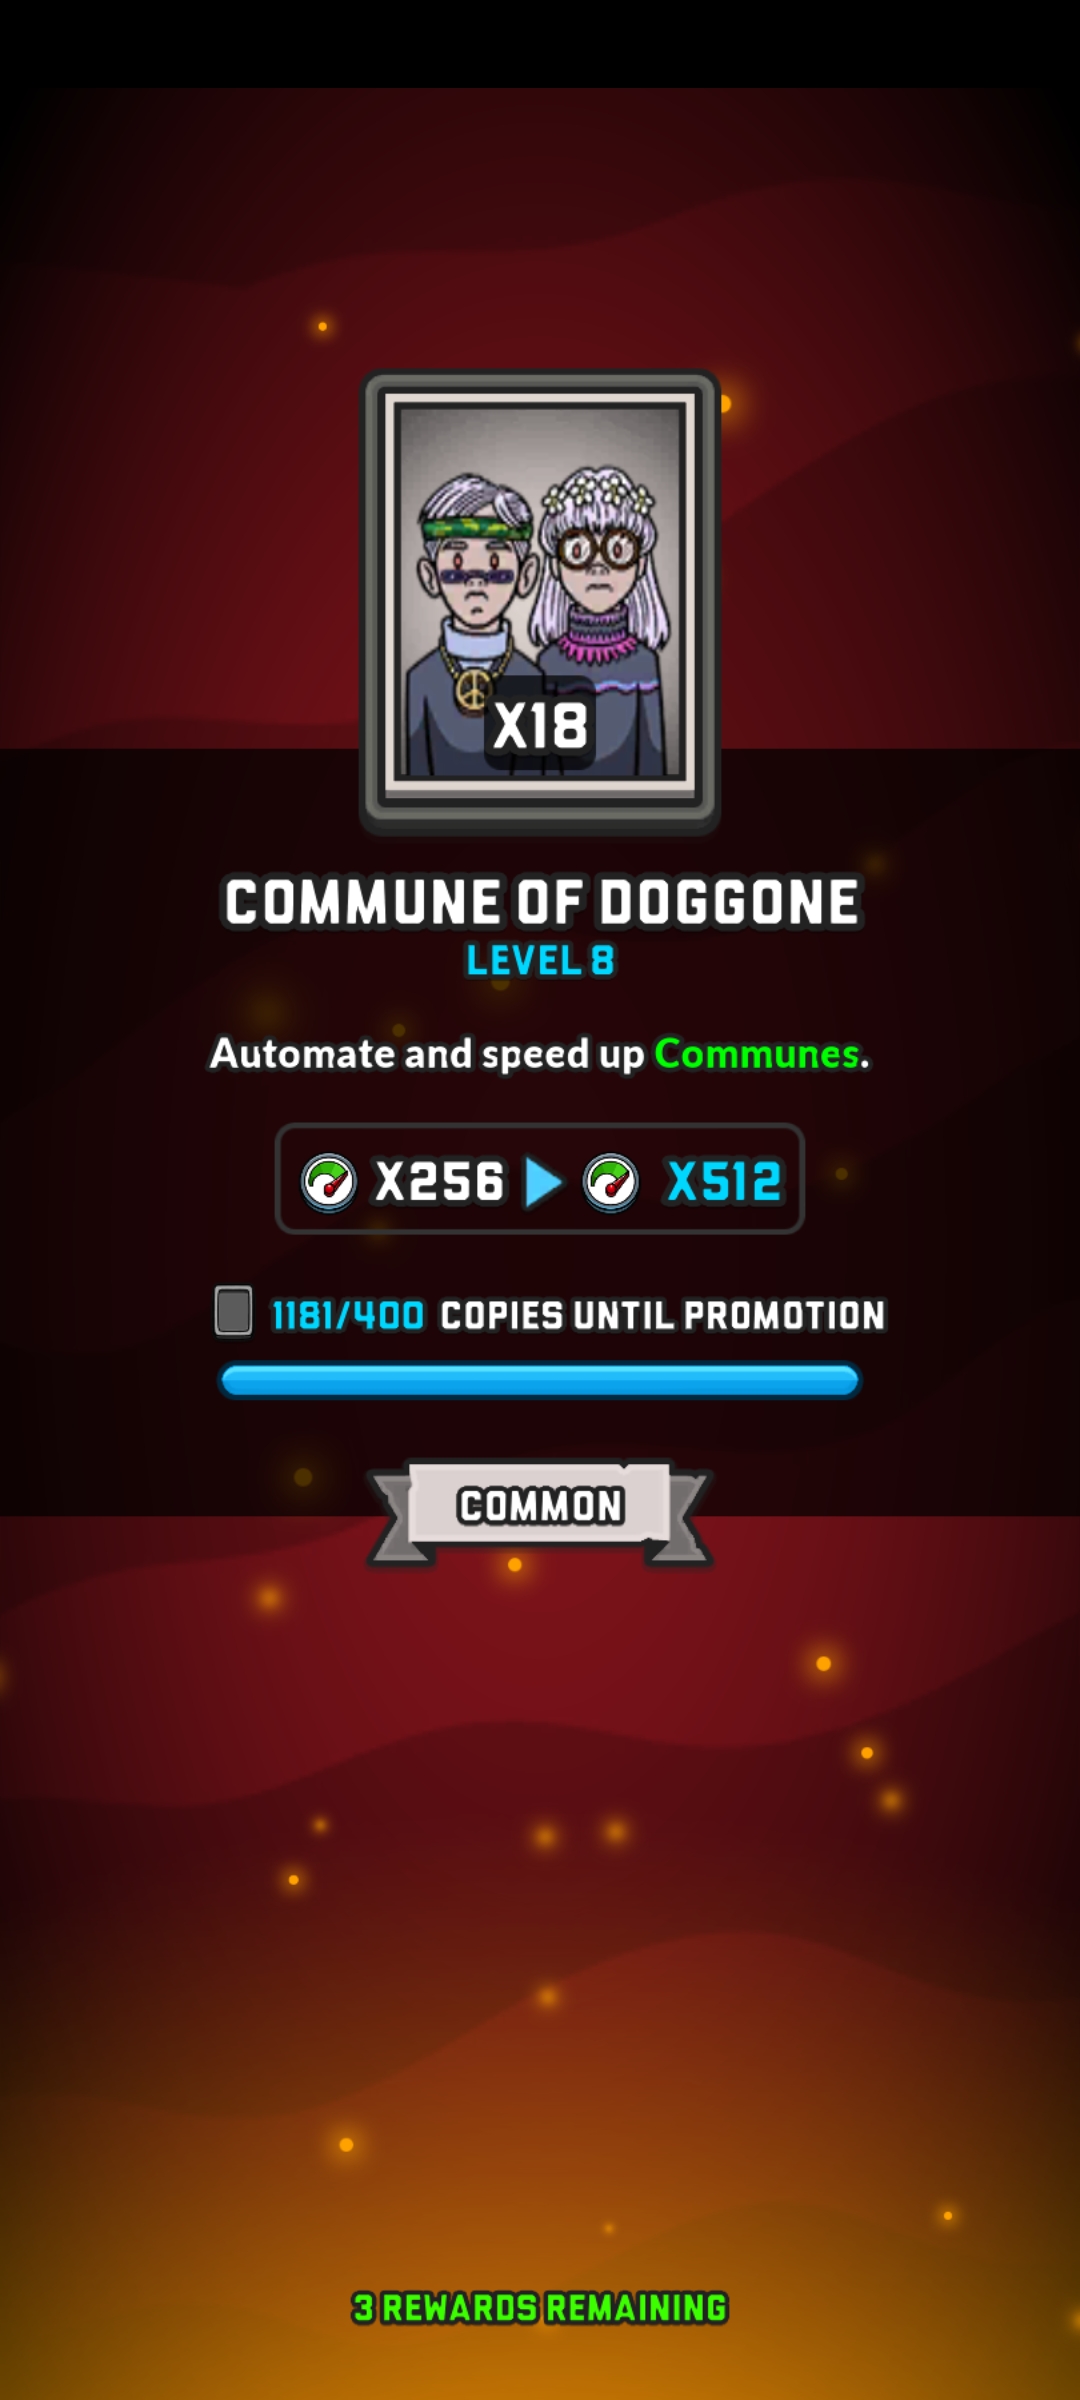 X18
COMMUNE OF DOGGONE
LEVEL 8
Automate and speed up Communes.
X256 X512
1181/400 COPIES UNTIL PROMOTION
COMMON
3 REWARDS REMAINING